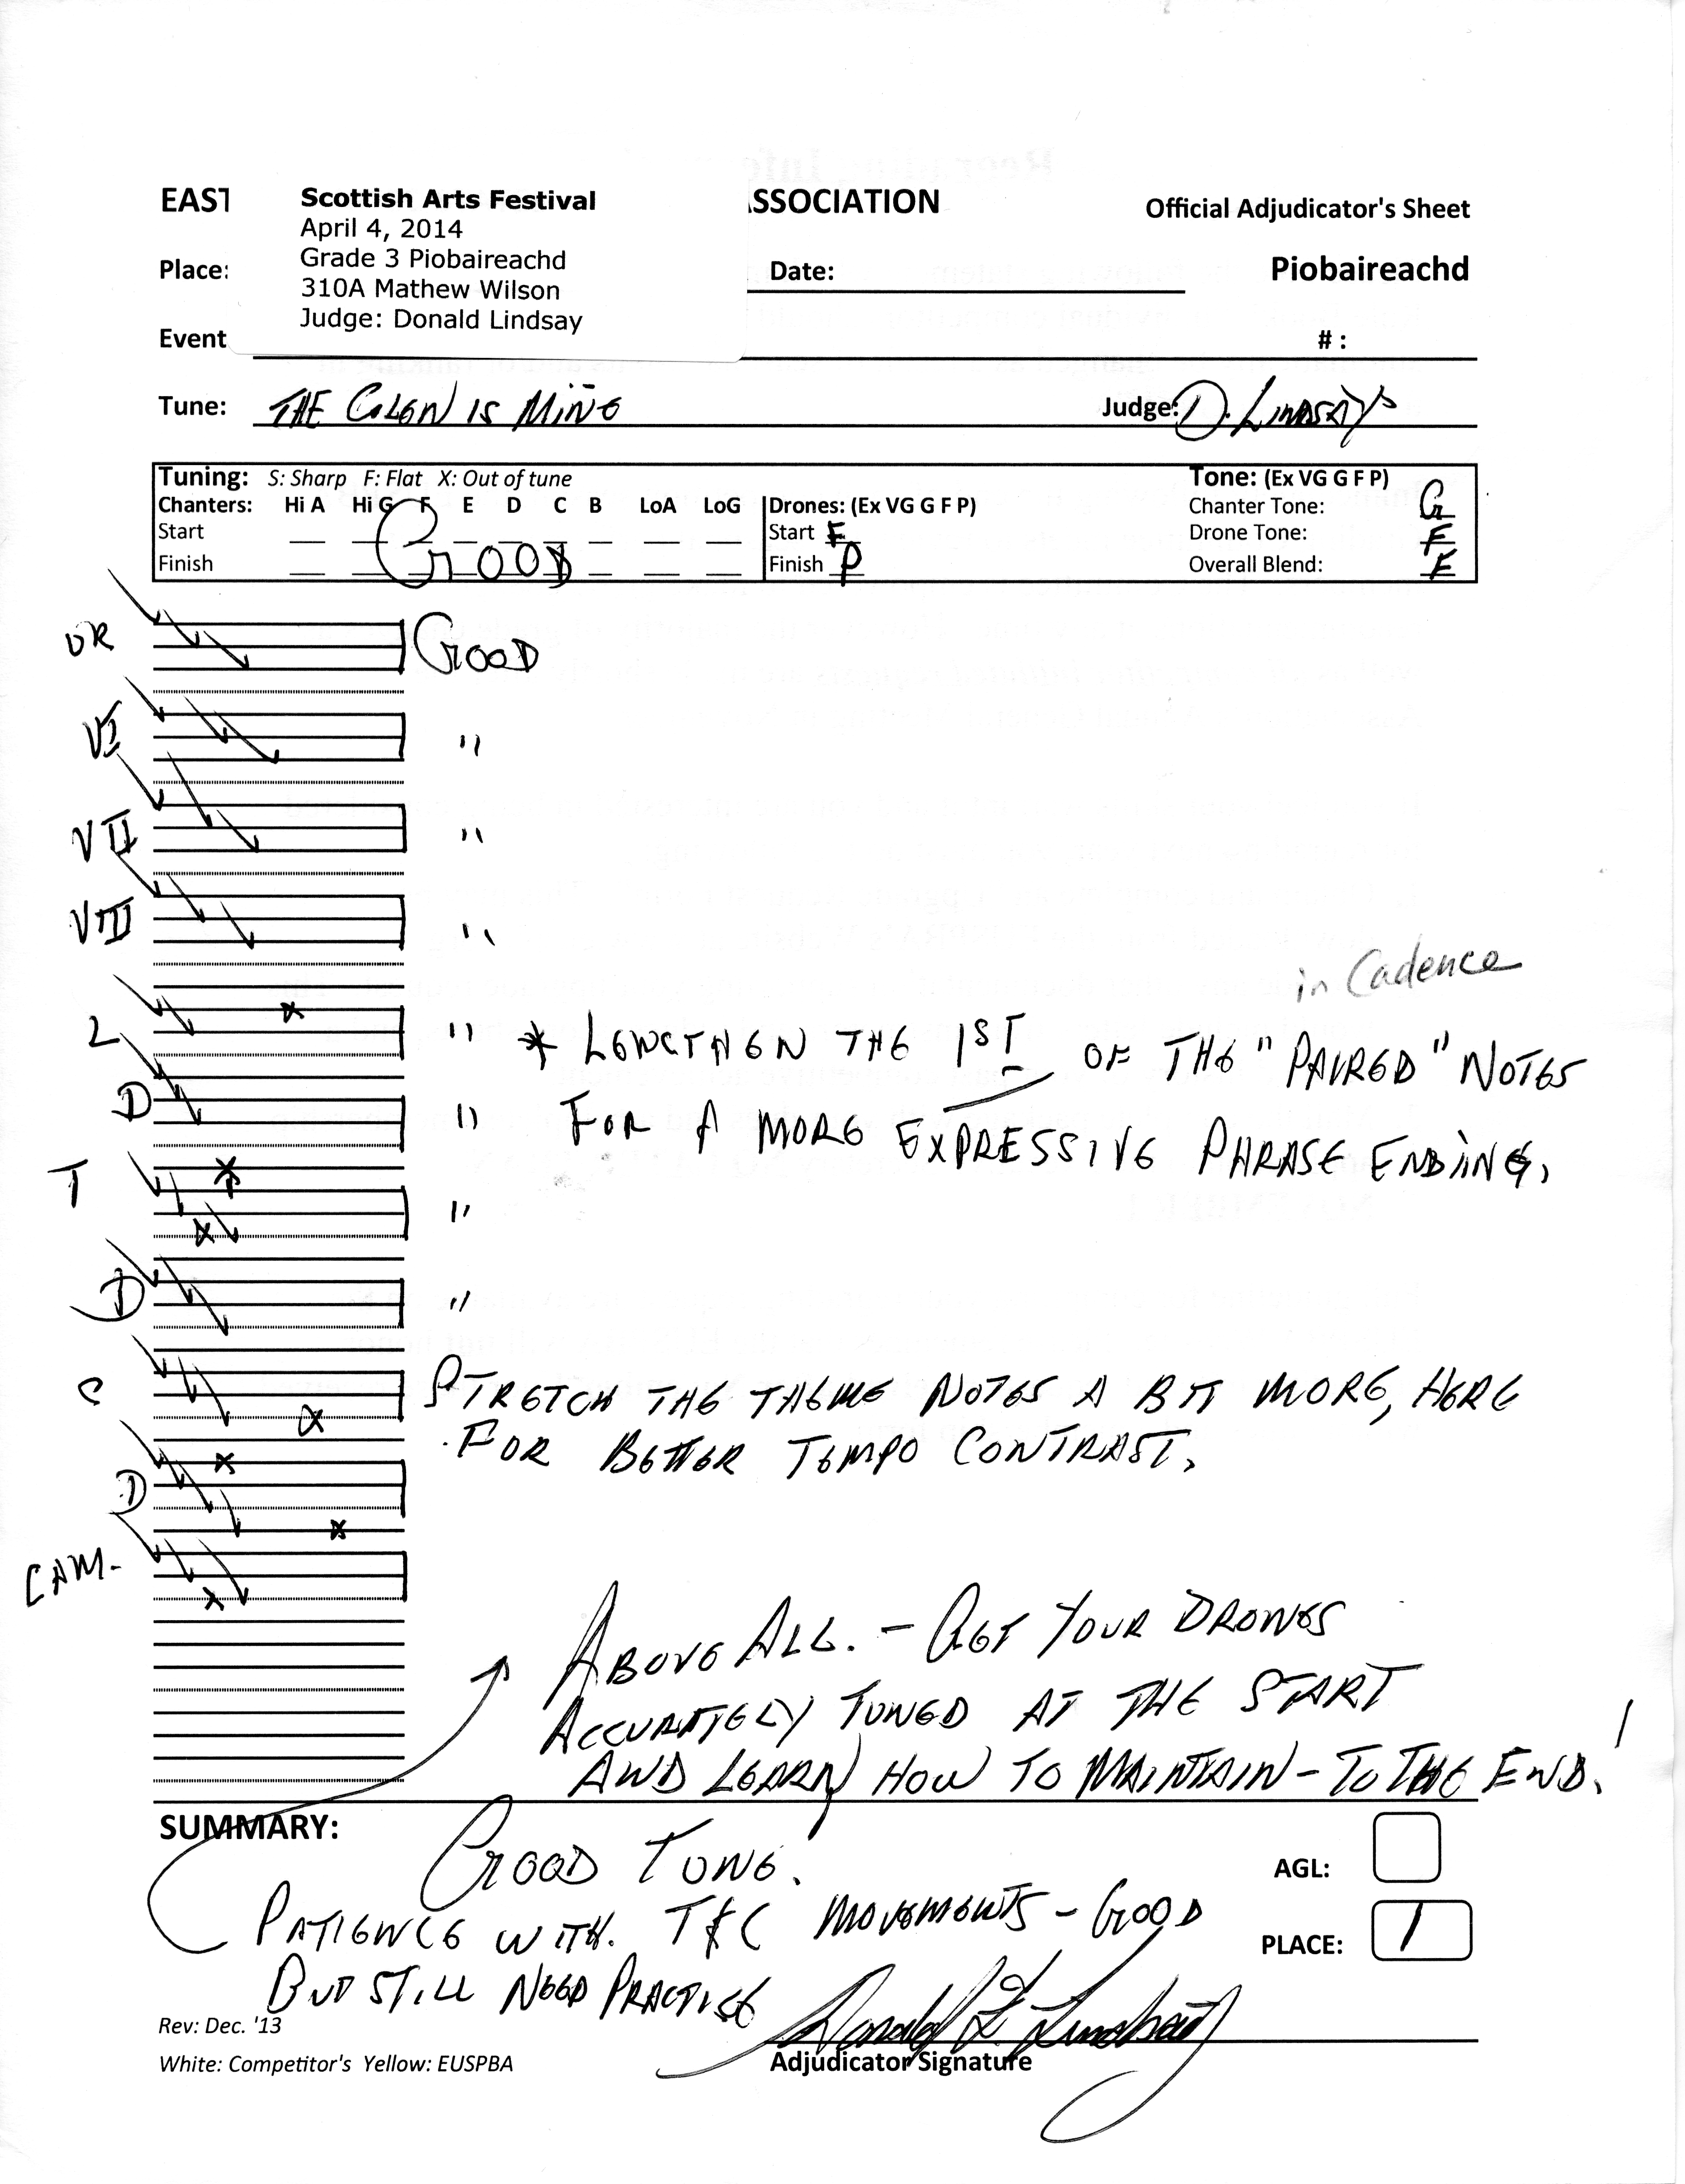 EAST
Scottish Arts Festival
ASSOCIATION
Official Adjudicator's Sheet
April 4, 2014
Place:
Grade 3 Piobaireachd
Date:
Piobaireachd
310A Mathew Wilson
Judge: Donald Lindsay
Event
# :
Tune: THE GLEN IS MINE
Judge: D. LINDSAY
Tuning: S: Sharp F: Flat X: Out of tune
Tone: (Ex VG G F P)
Chanters: Hi A Hi G F E D C B LoA LoG
Drones: (Ex VG G F P)
Chanter Tone: G
Start
Start F
Drone Tone: F
Finish GOOD
Finish P
Overall Blend: F
UR GOOD
VI "
VII "
VIII "
in Cadence
L " * LENGTHEN THE 1ST OF THE "PAIRED" NOTES
D " FOR A MORE EXPRESSIVE PHRASE ENDING.
T "
D "
C STRETCH THE THEME NOTES A BIT MORE, HERE
FOR BETTER TEMPO CONTRAST.
D
CAM-
ABOVE ALL. - GET YOUR DRONES
ACCURATELY TUNED AT THE START
AND LEARN HOW TO MAINTAIN - TO THE END!
SUMMARY:
GOOD TUNE.
AGL:
PATIENCE WITH T&C MOVEMENTS - GOOD
PLACE: 1
BUT STILL NEED PRACTISE
Donald F Lindsay
Rev: Dec. '13
White: Competitor's Yellow: EUSPBA
Adjudicator Signature